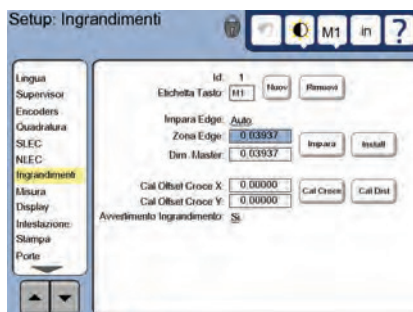 Setup: Ingrandimenti
M1 in ?
Lingua
Supervisor
Encoders
Quadratura
SLEC
NLEC
Ingrandimenti
Misura
Display
Intestazione
Stampa
Porte
Id: 1
Etichetta Tasto: M1 Nuov Rimuovi
Impara Edge: Auto
Zona Edge: 0.03937 Impara Install
Dim. Master: 0.03937
Cal Offset Croce X: 0.00000 Cal Croce Cal Dist
Cal Offset Croce Y: 0.00000
Avvertimento Ingrandimento: Si